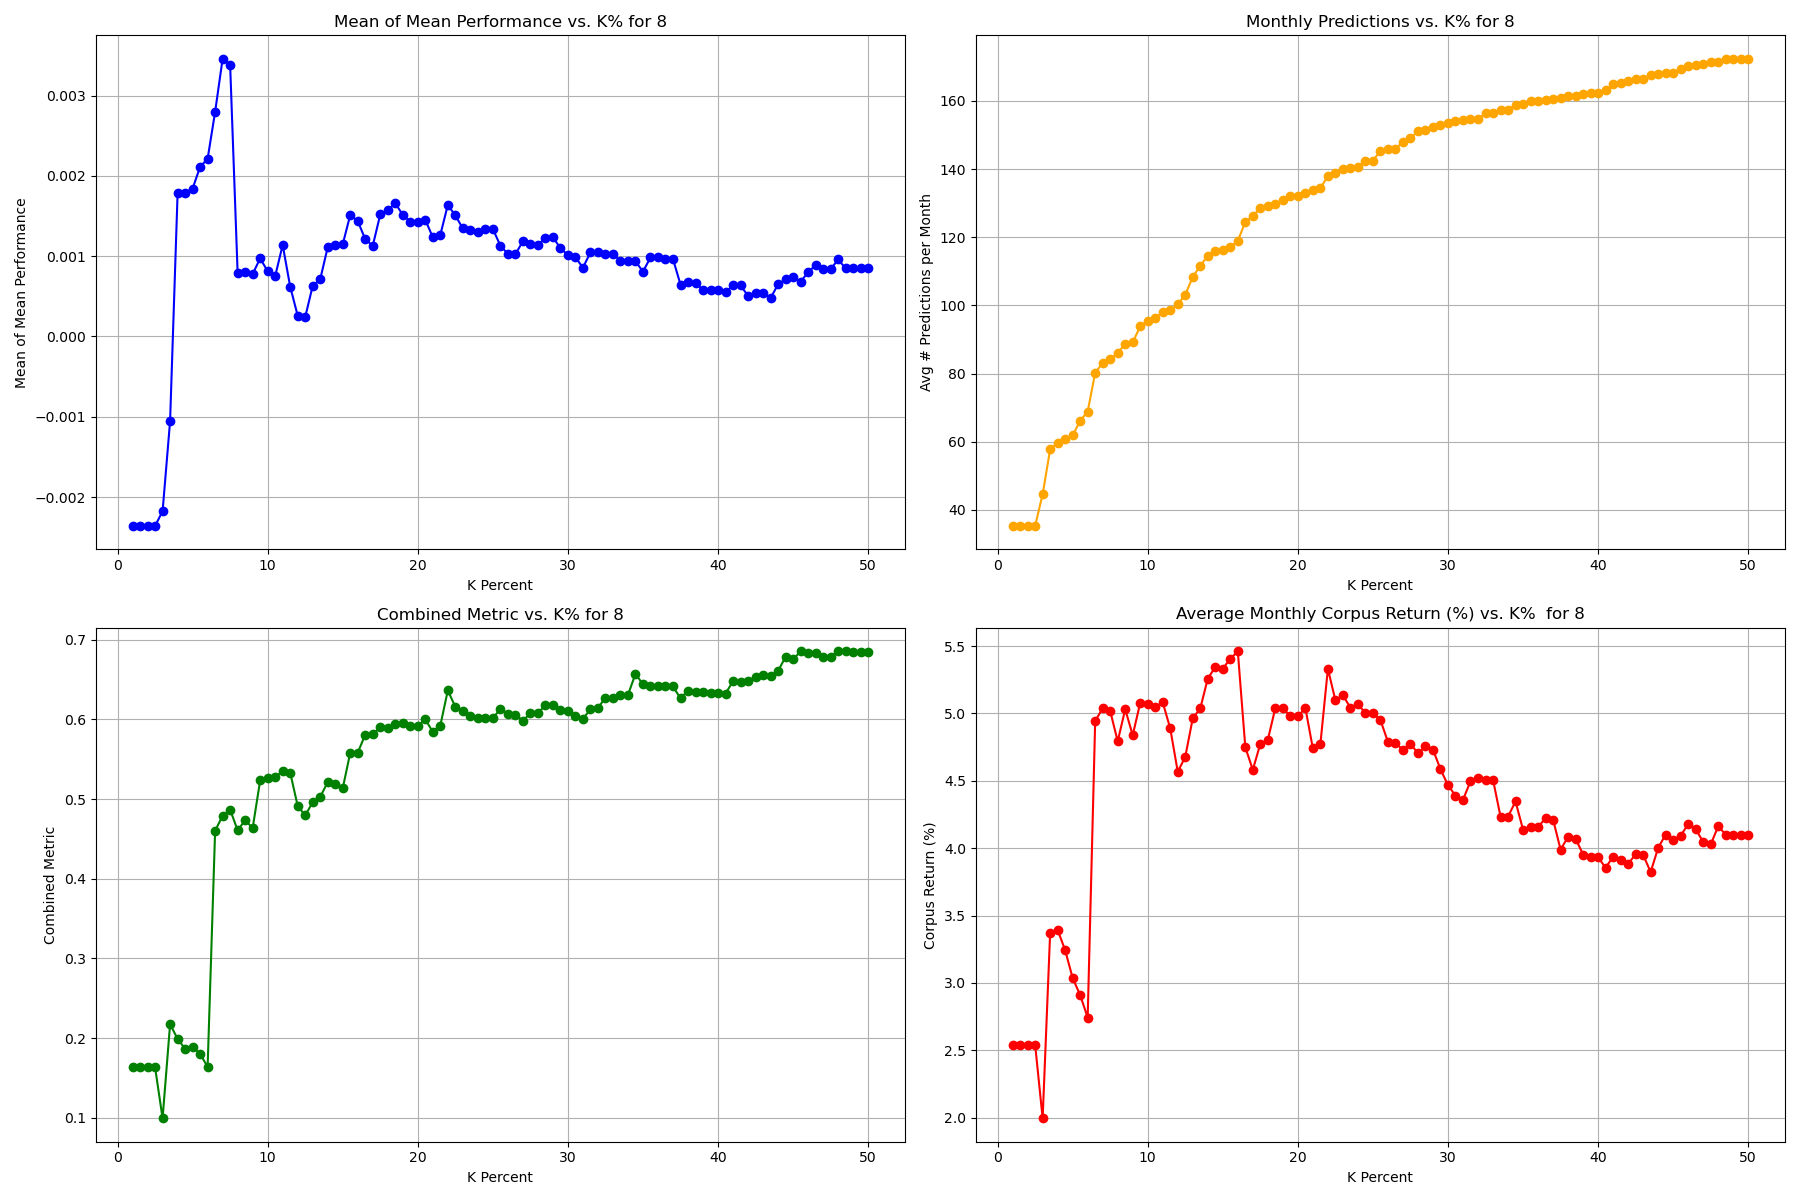 Mean of Mean Performance vs. K% for 8
Mean of Mean Performance
0.003
0.002
0.001
0.000
−0.001
−0.002
0 10 20 30 40 50
K Percent
Monthly Predictions vs. K% for 8
Avg # Predictions per Month
160
140
120
100
80
60
40
0 10 20 30 40 50
K Percent
Combined Metric vs. K% for 8
Combined Metric
0.7
0.6
0.5
0.4
0.3
0.2
0.1
0 10 20 30 40 50
K Percent
Average Monthly Corpus Return (%) vs. K%  for 8
Corpus Return (%)
5.5
5.0
4.5
4.0
3.5
3.0
2.5
2.0
0 10 20 30 40 50
K Percent